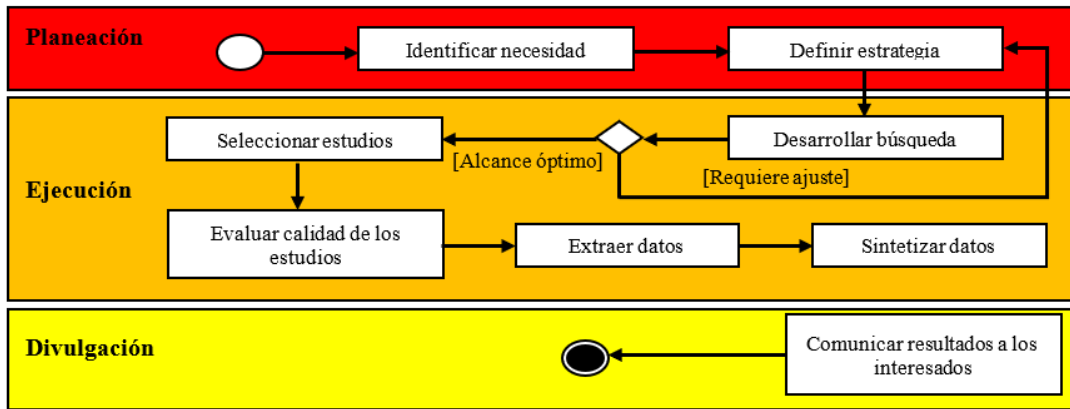 Planeación
Identificar necesidad
Definir estrategia
Ejecución
Seleccionar estudios
[Alcance óptimo]
Desarrollar búsqueda
[Requiere ajuste]
Evaluar calidad de los
estudios
Extraer datos
Sintetizar datos
Divulgación
Comunicar resultados a los
interesados